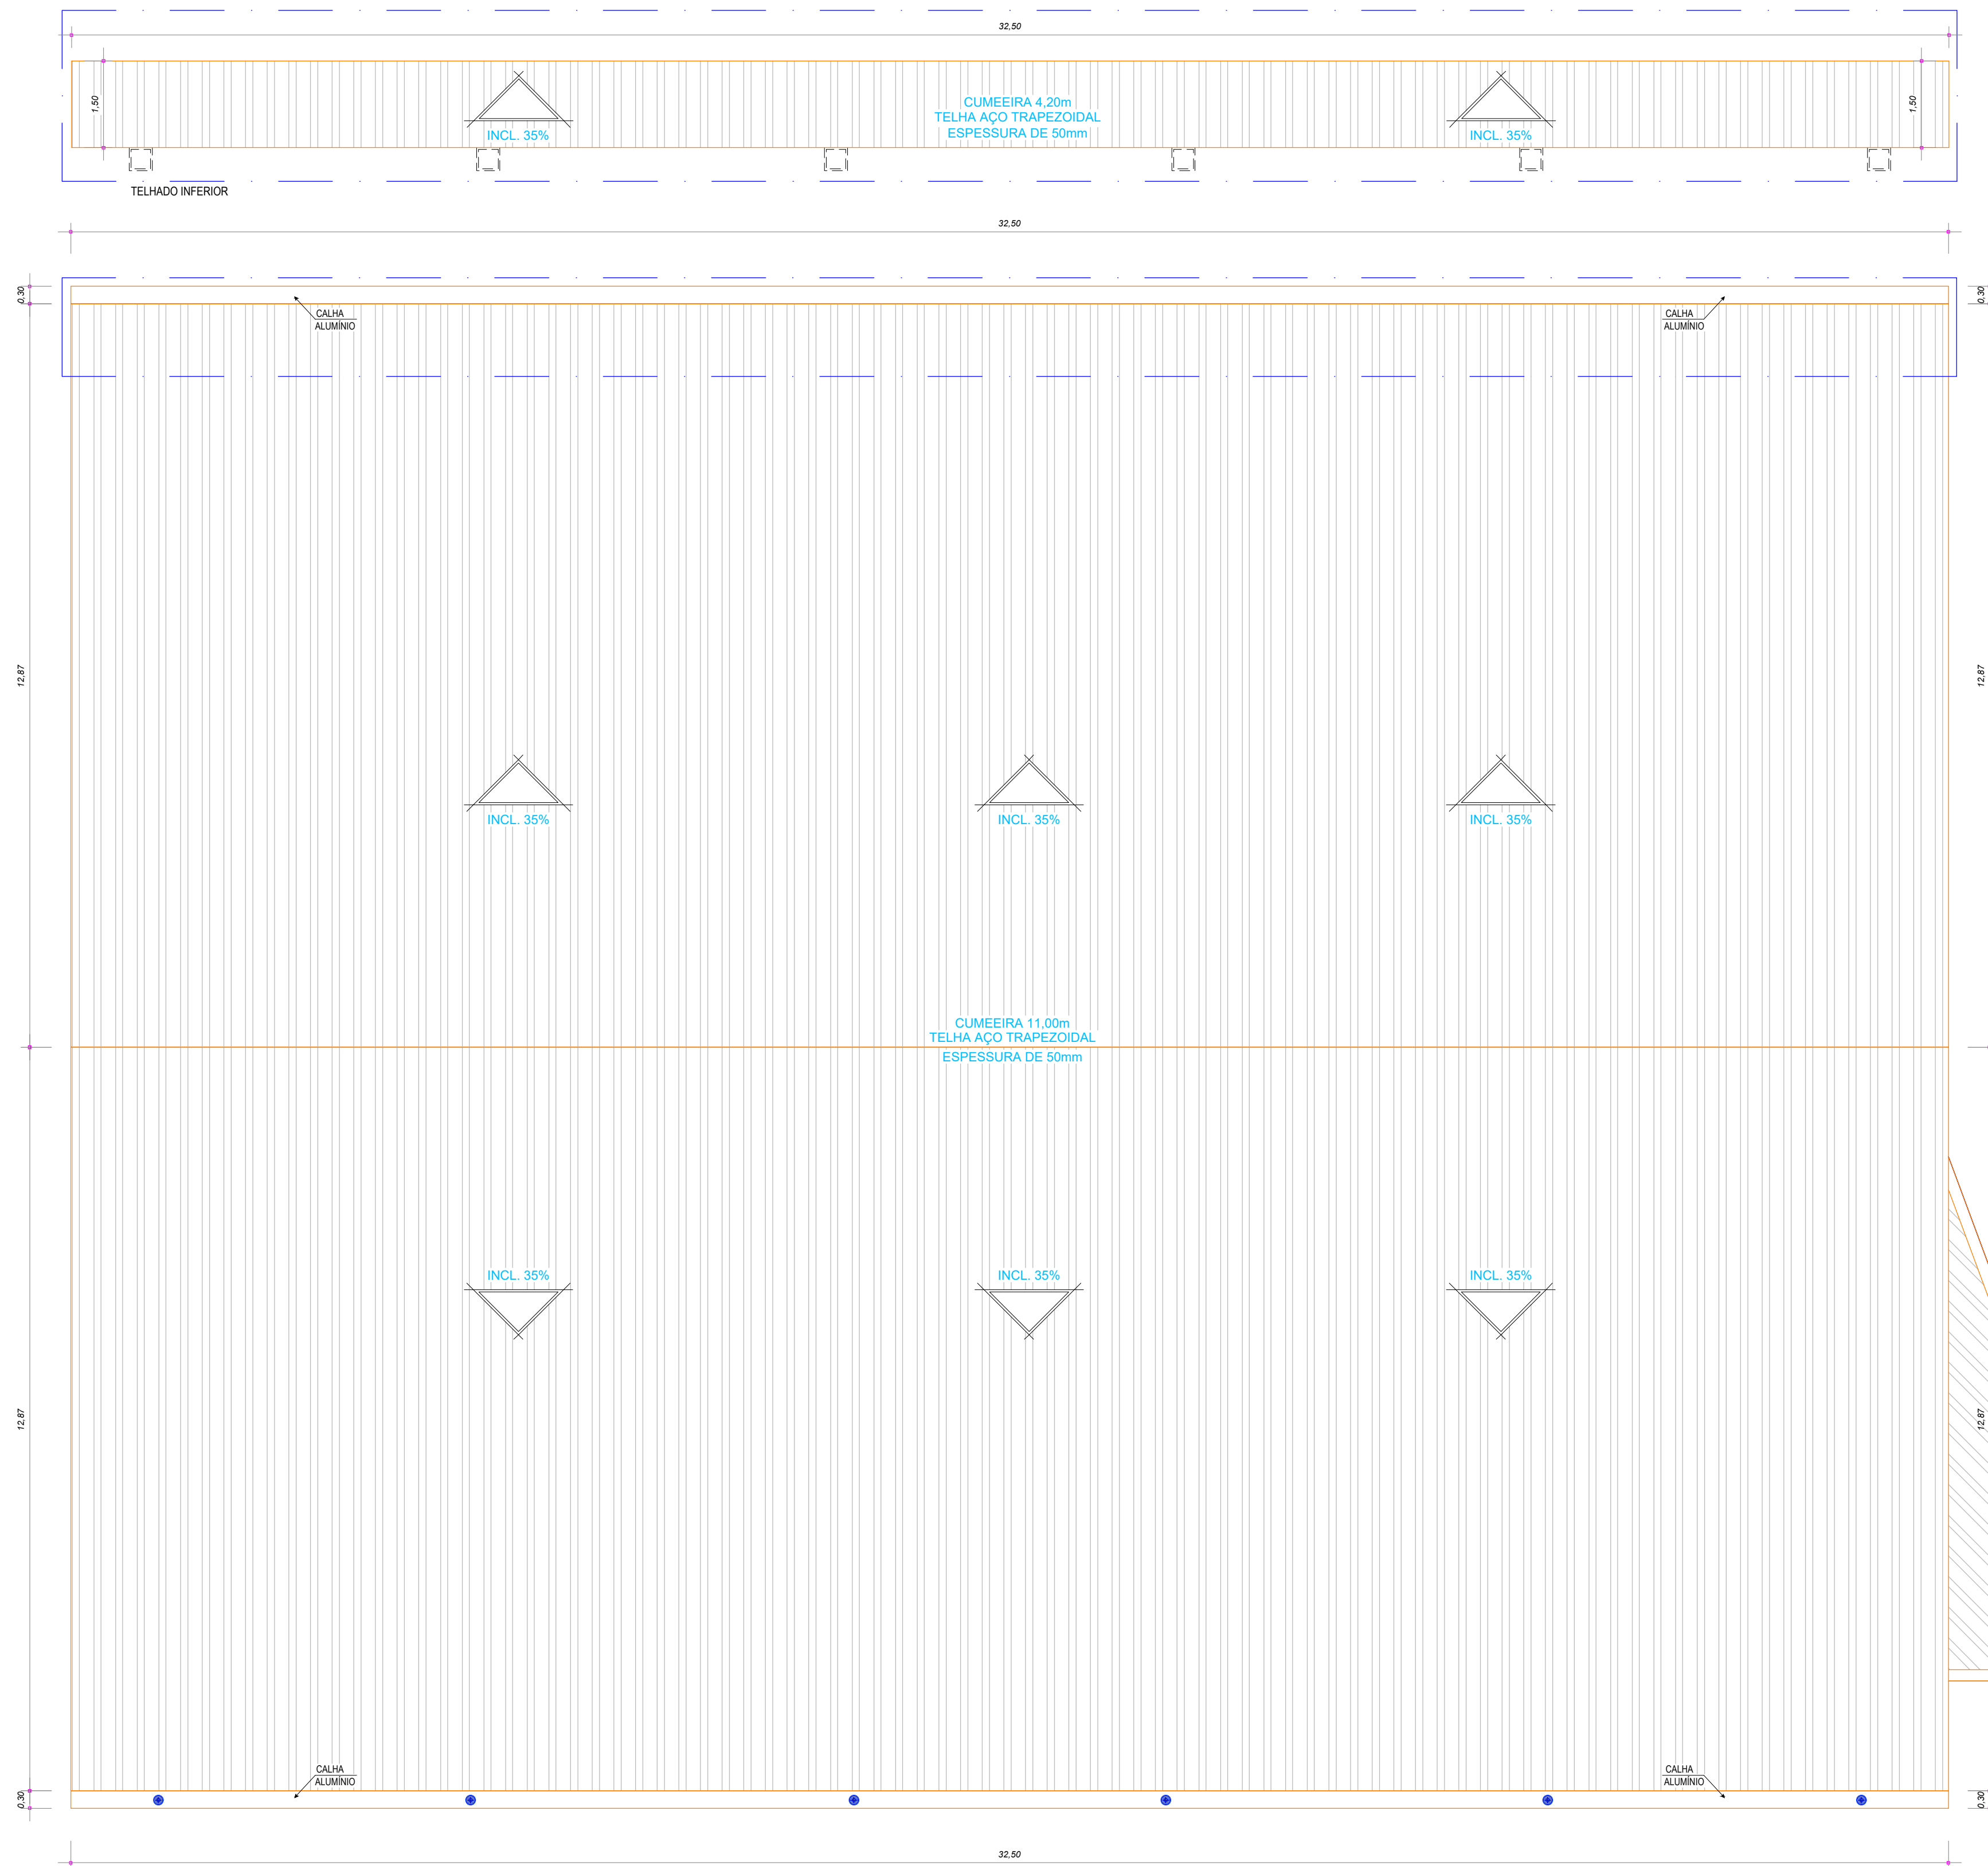 32,50
1,50
1,50
CUMEEIRA 4,20m
TELHA AÇO TRAPEZOIDAL
ESPESSURA DE 50mm
INCL. 35%
INCL. 35%
TELHADO INFERIOR
32,50
0,30
0,30
CALHA
ALUMÍNIO
CALHA
ALUMÍNIO
12,87
12,87
INCL. 35%
INCL. 35%
INCL. 35%
CUMEEIRA 11,00m
TELHA AÇO TRAPEZOIDAL
ESPESSURA DE 50mm
INCL. 35%
INCL. 35%
INCL. 35%
12,87
12,87
CALHA
ALUMÍNIO
CALHA
ALUMÍNIO
0,30
0,30
32,50